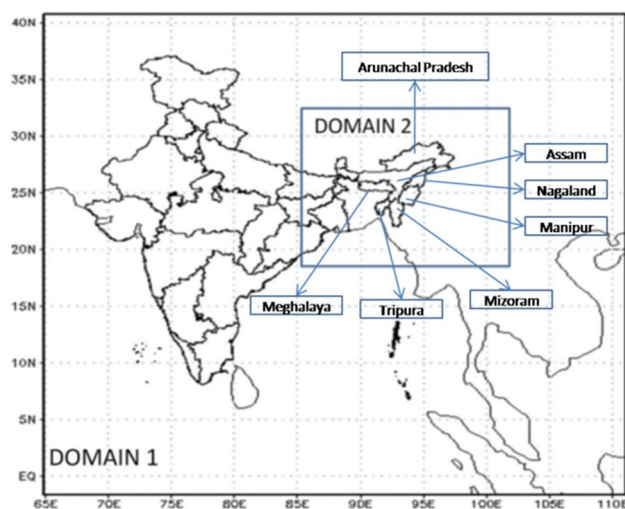 40N
Arunachal Pradesh
35N
30N
DOMAIN 2
Assam
25N
Nagaland
Manipur
20N
15N
Meghalaya
Tripura
Mizoram
10N
5N
DOMAIN 1
EQ
65E 70E 75E 80E 85E 90E 95E 100E 105E 110E